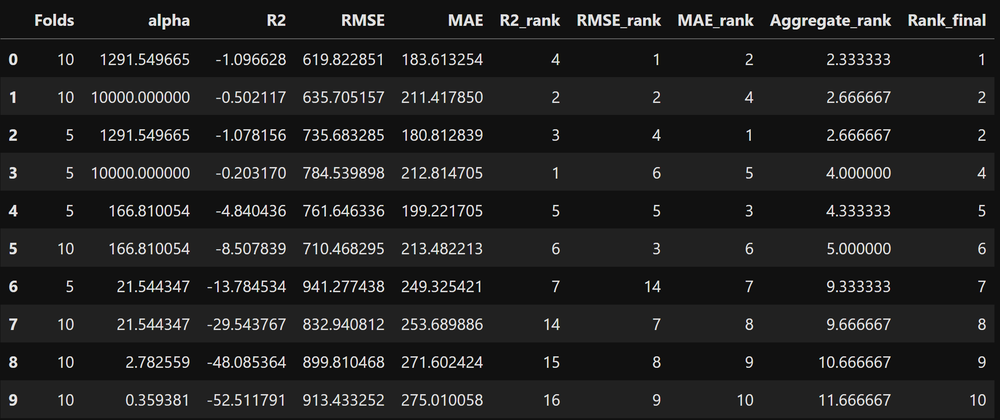 Folds alpha R2 RMSE MAE R2_rank RMSE_rank MAE_rank Aggregate_rank Rank_final
0 10 1291.549665 -1.096628 619.822851 183.613254 4 1 2 2.333333 1
1 10 10000.000000 -0.502117 635.705157 211.417850 2 2 4 2.666667 2
2 5 1291.549665 -1.078156 735.683285 180.812839 3 4 1 2.666667 2
3 5 10000.000000 -0.203170 784.539898 212.814705 1 6 5 4.000000 4
4 5 166.810054 -4.840436 761.646336 199.221705 5 5 3 4.333333 5
5 10 166.810054 -8.507839 710.468295 213.482213 6 3 6 5.000000 6
6 5 21.544347 -13.784534 941.277438 249.325421 7 14 7 9.333333 7
7 10 21.544347 -29.543767 832.940812 253.689886 14 7 8 9.666667 8
8 10 2.782559 -48.085364 899.810468 271.602424 15 8 9 10.666667 9
9 10 0.359381 -52.511791 913.433252 275.010058 16 9 10 11.666667 10